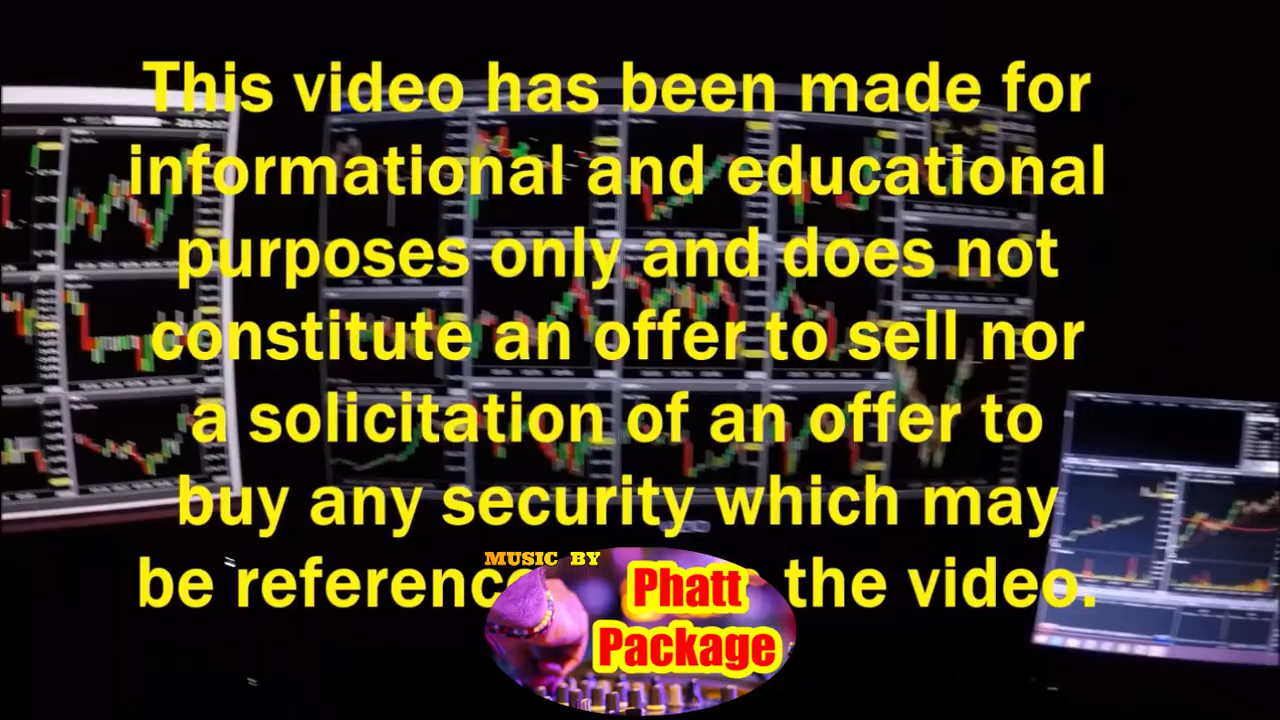 This video has been made for
informational and educational
purposes only and does not
constitute an offer to sell nor
a solicitation of an offer to
buy any security which may
be referenc the video.
MUSIC BY
Phatt
Package